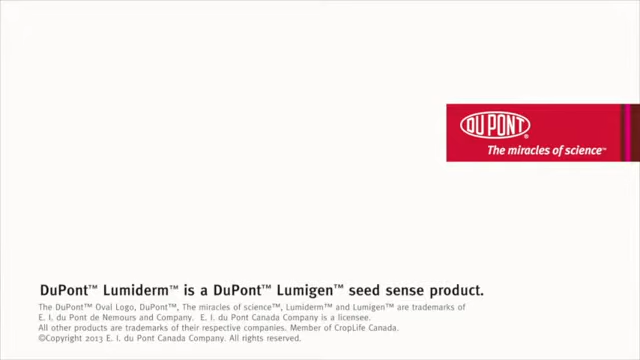 DU PONT
The miracles of science™
DuPont™ Lumiderm™ is a DuPont™ Lumigen™ seed sense product.
The DuPont™ Oval Logo, DuPont™, The miracles of science™, Lumiderm™ and Lumigen™ are trademarks of
E. I. du Pont de Nemours and Company.  E. I. du Pont Canada Company is a licensee.
All other products are trademarks of their respective companies. Member of CropLife Canada.
©Copyright 2013 E. I. du Pont Canada Company. All rights reserved.